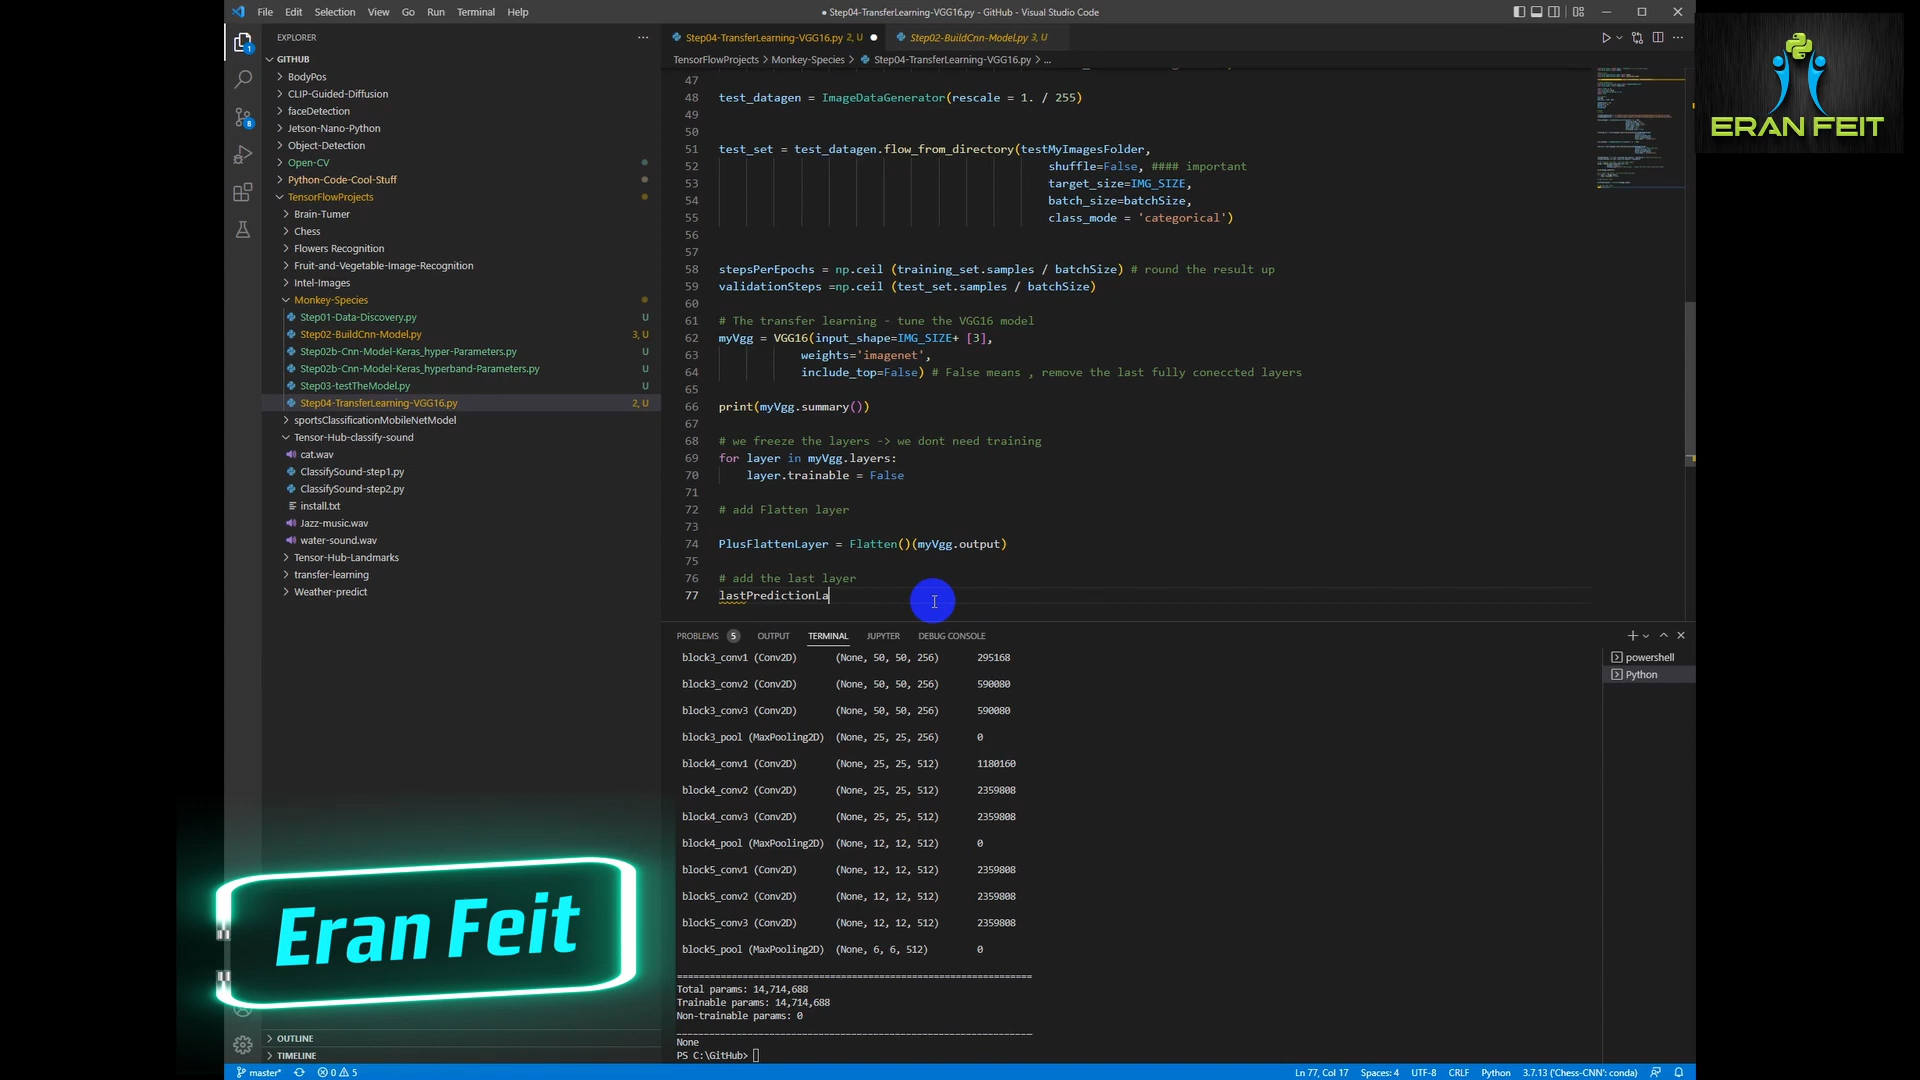 File Edit Selection View Go Run Terminal Help
● Step04-TransferLearning-VGG16.py - GitHub - Visual Studio Code
EXPLORER
GITHUB
BodyPos
CLIP-Guided-Diffusion
faceDetection
Jetson-Nano-Python
Object-Detection
Open-CV
Python-Code-Cool-Stuff
TensorFlowProjects
Brain-Tumer
Chess
Flowers Recognition
Fruit-and-Vegetable-Image-Recognition
Intel-Images
Monkey-Species
Step01-Data-Discovery.py U
Step02-BuildCnn-Model.py 3, U
Step02b-Cnn-Model-Keras_hyper-Parameters.py U
Step02b-Cnn-Model-Keras_hyperband-Parameters.py U
Step03-testTheModel.py U
Step04-TransferLearning-VGG16.py 2, U
sportsClassificationMobileNetModel
Tensor-Hub-classify-sound
cat.wav
ClassifySound-step1.py
ClassifySound-step2.py
install.txt
Jazz-music.wav
water-sound.wav
Tensor-Hub-Landmarks
transfer-learning
Weather-predict
OUTLINE
TIMELINE
Step04-TransferLearning-VGG16.py 2, U ● Step02-BuildCnn-Model.py 3, U
TensorFlowProjects > Monkey-Species > Step04-TransferLearning-VGG16.py > ...
47
48 test_datagen = ImageDataGenerator(rescale = 1. / 255)
49
50
51 test_set = test_datagen.flow_from_directory(testMyImagesFolder,
52 shuffle=False, #### important
53 target_size=IMG_SIZE,
54 batch_size=batchSize,
55 class_mode = 'categorical')
56
57
58 stepsPerEpochs = np.ceil (training_set.samples / batchSize) # round the result up
59 validationSteps =np.ceil (test_set.samples / batchSize)
60
61 # The transfer learning - tune the VGG16 model
62 myVgg = VGG16(input_shape=IMG_SIZE+ [3],
63 weights='imagenet',
64 include_top=False) # False means , remove the last fully coneccted layers
65
66 print(myVgg.summary())
67
68 # we freeze the layers -> we dont need training
69 for layer in myVgg.layers:
70 layer.trainable = False
71
72 # add Flatten layer
73
74 PlusFlattenLayer = Flatten()(myVgg.output)
75
76 # add the last layer
77 lastPredictionLa
PROBLEMS 5 OUTPUT TERMINAL JUPYTER DEBUG CONSOLE
powershell
Python
block3_conv1 (Conv2D) (None, 50, 50, 256) 295168
block3_conv2 (Conv2D) (None, 50, 50, 256) 590080
block3_conv3 (Conv2D) (None, 50, 50, 256) 590080
block3_pool (MaxPooling2D) (None, 25, 25, 256) 0
block4_conv1 (Conv2D) (None, 25, 25, 512) 1180160
block4_conv2 (Conv2D) (None, 25, 25, 512) 2359808
block4_conv3 (Conv2D) (None, 25, 25, 512) 2359808
block4_pool (MaxPooling2D) (None, 12, 12, 512) 0
block5_conv1 (Conv2D) (None, 12, 12, 512) 2359808
block5_conv2 (Conv2D) (None, 12, 12, 512) 2359808
block5_conv3 (Conv2D) (None, 12, 12, 512) 2359808
block5_pool (MaxPooling2D) (None, 6, 6, 512) 0
Total params: 14,714,688
Trainable params: 14,714,688
Non-trainable params: 0
None
PS C:\GitHub>
master* 0 5 Ln 77, Col 17 Spaces: 4 UTF-8 CRLF Python 3.7.13 ('Chess-CNN': conda)
1
8
ERAN FEIT
Eran Feit